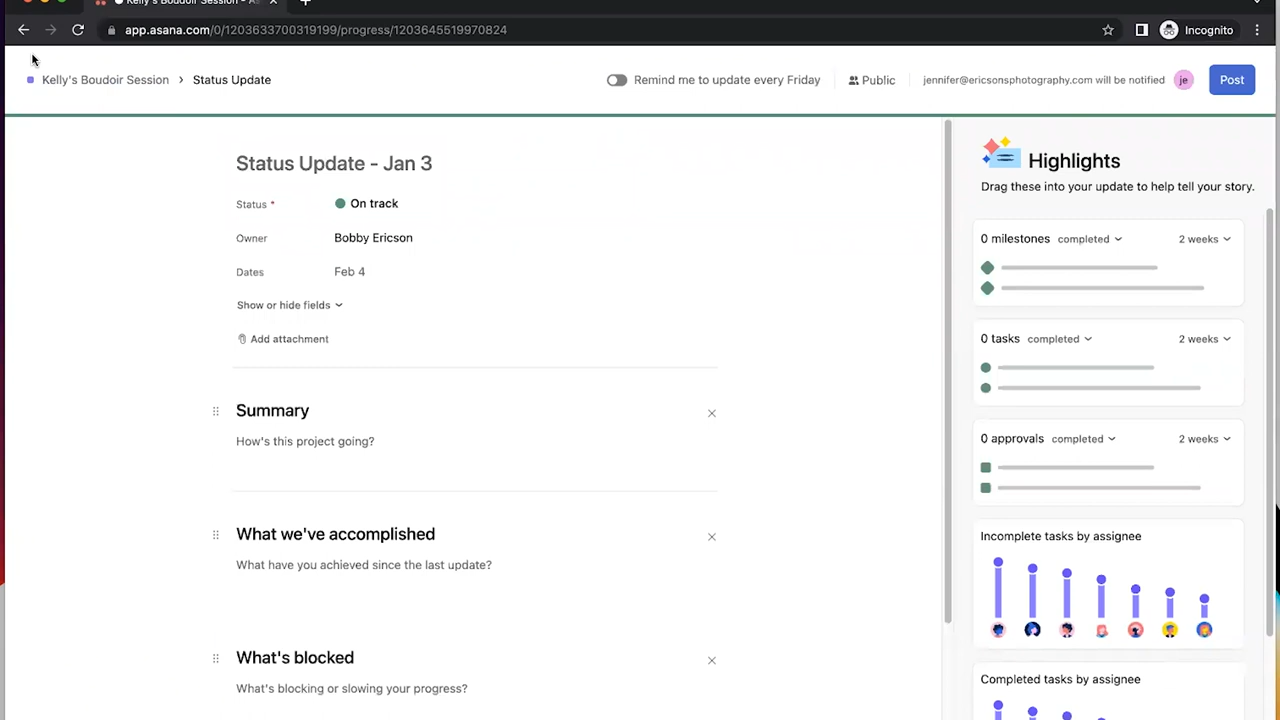 Kelly's Boudoir Session - As
app.asana.com/0/1203633700319199/progress/1203645519970824
Incognito
Kelly's Boudoir Session > Status Update
Remind me to update every Friday
Public
jennifer@ericsonsphotography.com will be notified
je
Post
Status Update - Jan 3
Status *
On track
Owner
Bobby Ericson
Dates
Feb 4
Show or hide fields
Add attachment
Summary
How's this project going?
What we've accomplished
What have you achieved since the last update?
What's blocked
What's blocking or slowing your progress?
Highlights
Drag these into your update to help tell your story.
0 milestones completed 2 weeks
0 tasks completed 2 weeks
0 approvals completed 2 weeks
Incomplete tasks by assignee
Completed tasks by assignee